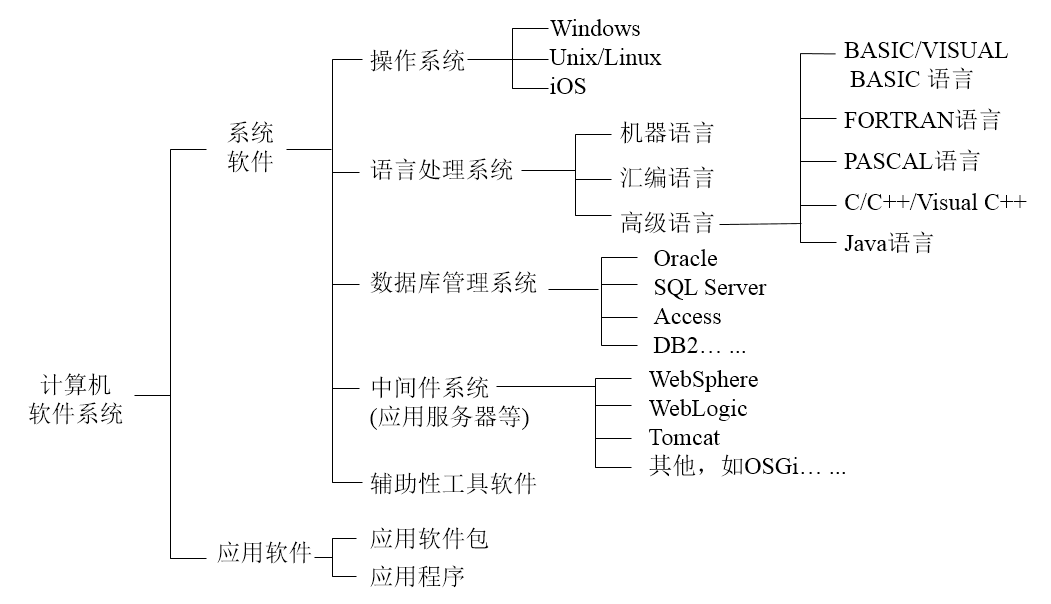 计算机
软件系统
系统
软件
操作系统
Windows
Unix/Linux
iOS
语言处理系统
机器语言
汇编语言
高级语言
BASIC/VISUAL
BASIC 语言
FORTRAN语言
PASCAL语言
C/C++/Visual C++
Java语言
数据库管理系统
Oracle
SQL Server
Access
DB2… ...
中间件系统
(应用服务器等)
WebSphere
WebLogic
Tomcat
其他，如OSGi… ...
辅助性工具软件
应用软件
应用软件包
应用程序